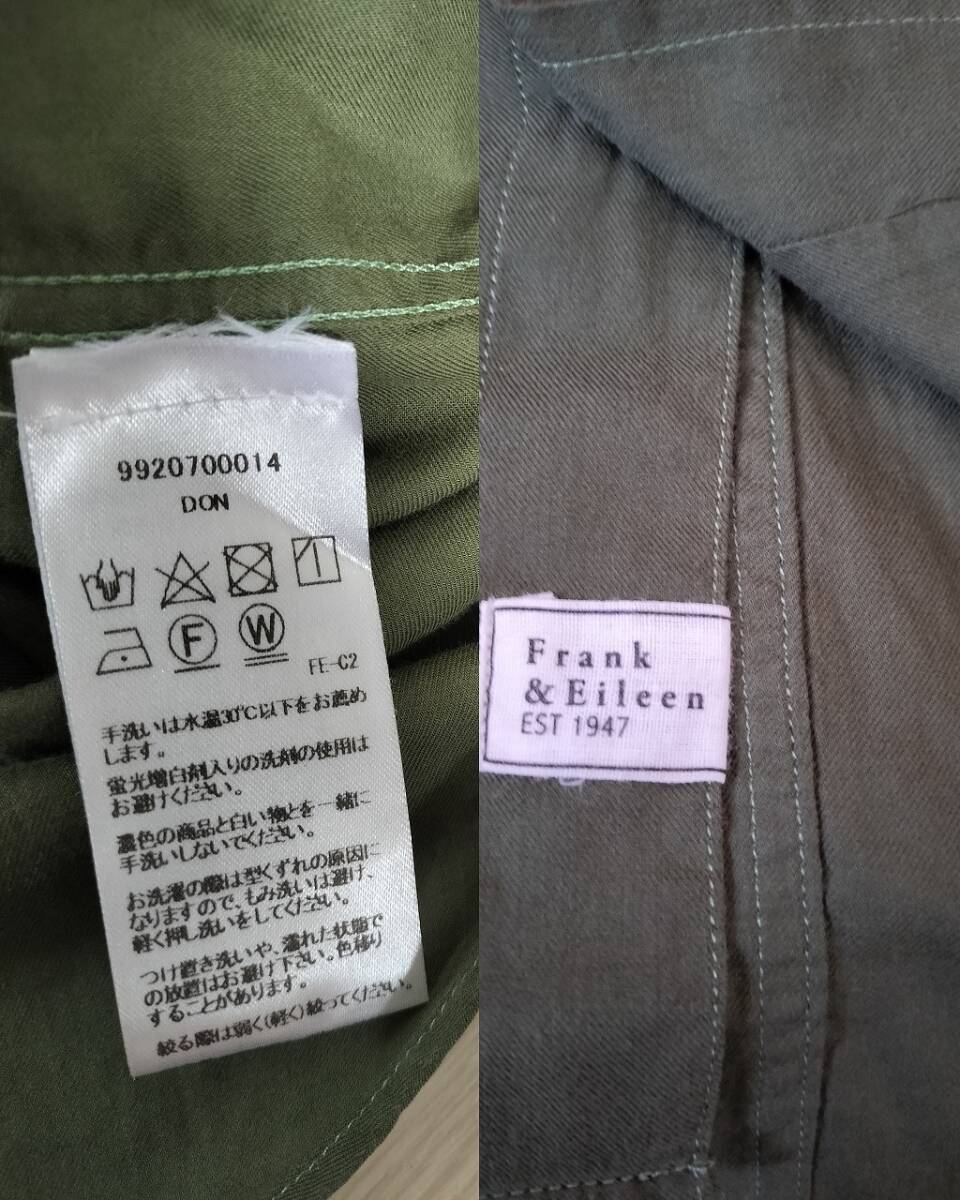 9920700014
DON
F
W
FE-C2
手洗いは水温30℃以下をお薦め
します。
蛍光増白剤入りの洗剤の使用は
お避けください。
濃色の商品と白い物とを一緒に
手洗いしないでください。
お洗濯の際は型くずれの原因に
なりますので、もみ洗いは避け、
軽く押し洗いをしてください。
つけ置き洗いや、濡れた状態で
の放置はお避け下さい。色移り
することがあります。
絞る際は弱く(軽く)絞ってください。
Frank
& Eileen
EST 1947